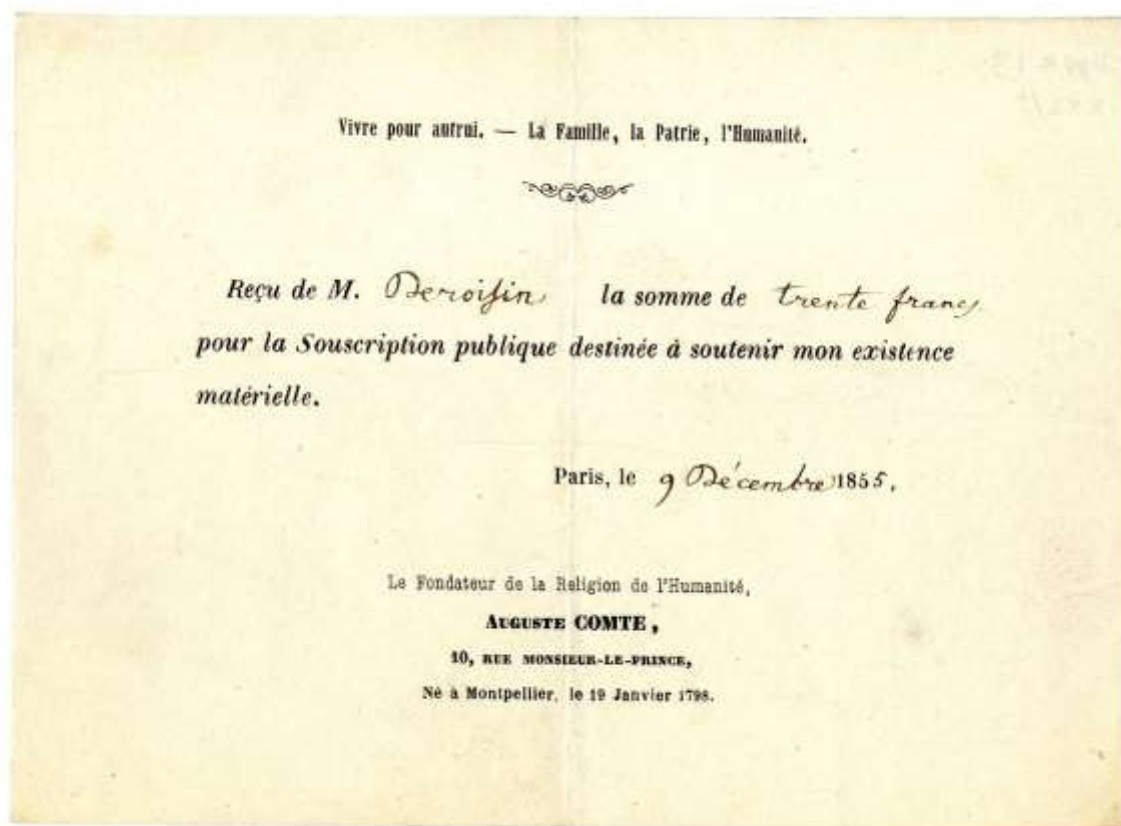 Vivre pour autrui. — La Famille, la Patrie, l'Humanité.
Reçu de M. Deroisin la somme de trente francs
pour la Souscription publique destinée à soutenir mon existence
matérielle.
Paris, le 9 Décembre 1855.
Le Fondateur de la Religion de l'Humanité,
AUGUSTE COMTE,
10, RUE MONSIEUR-LE-PRINCE,
Né à Montpellier, le 19 Janvier 1798.